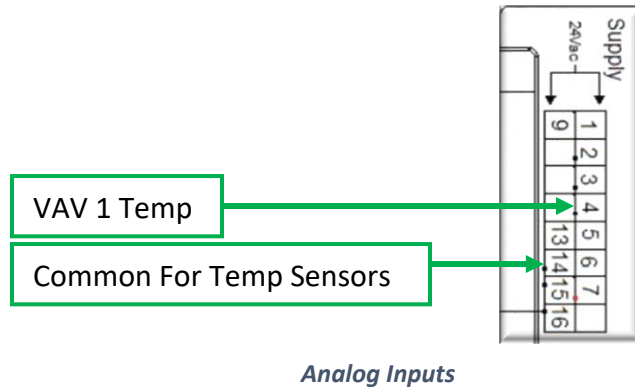 Supply
24Vac
1
9
2
3
4
5
13
6
14
7
15
16
VAV 1 Temp
Common For Temp Sensors
Analog Inputs